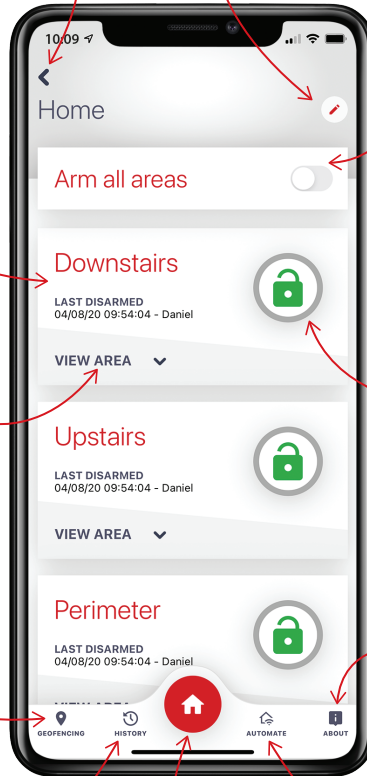 10:09
Home
Arm all areas
Downstairs
LAST DISARMED
04/08/20 09:54:04 - Daniel
VIEW AREA
Upstairs
LAST DISARMED
04/08/20 09:54:04 - Daniel
VIEW AREA
Perimeter
LAST DISARMED
04/08/20 09:54:04 - Daniel
VIEW AREA
GEOFENCING
HISTORY
AUTOMATE
ABOUT